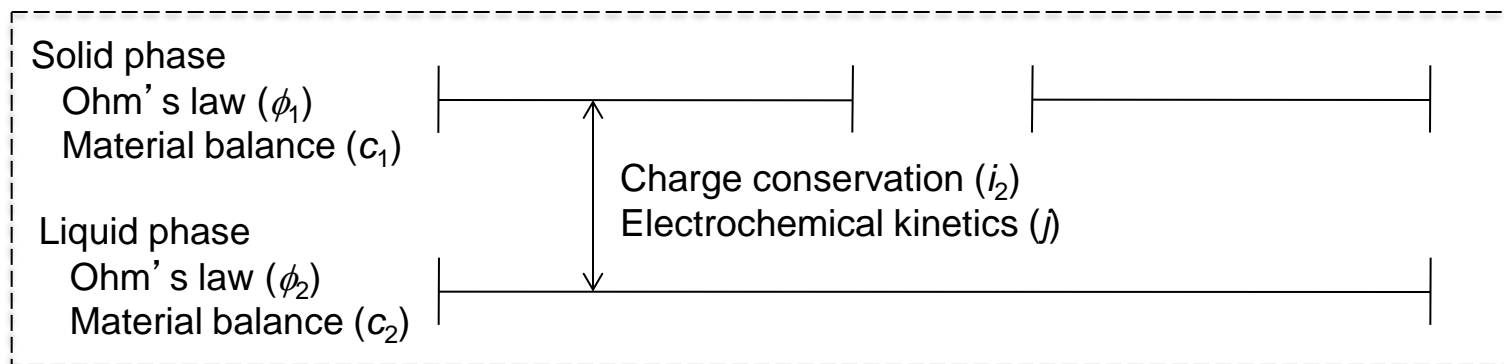 Solid phase
Ohm’s law (ϕ₁)
Material balance (c₁)
Charge conservation (i₂)
Electrochemical kinetics (j)
Liquid phase
Ohm’s law (ϕ₂)
Material balance (c₂)